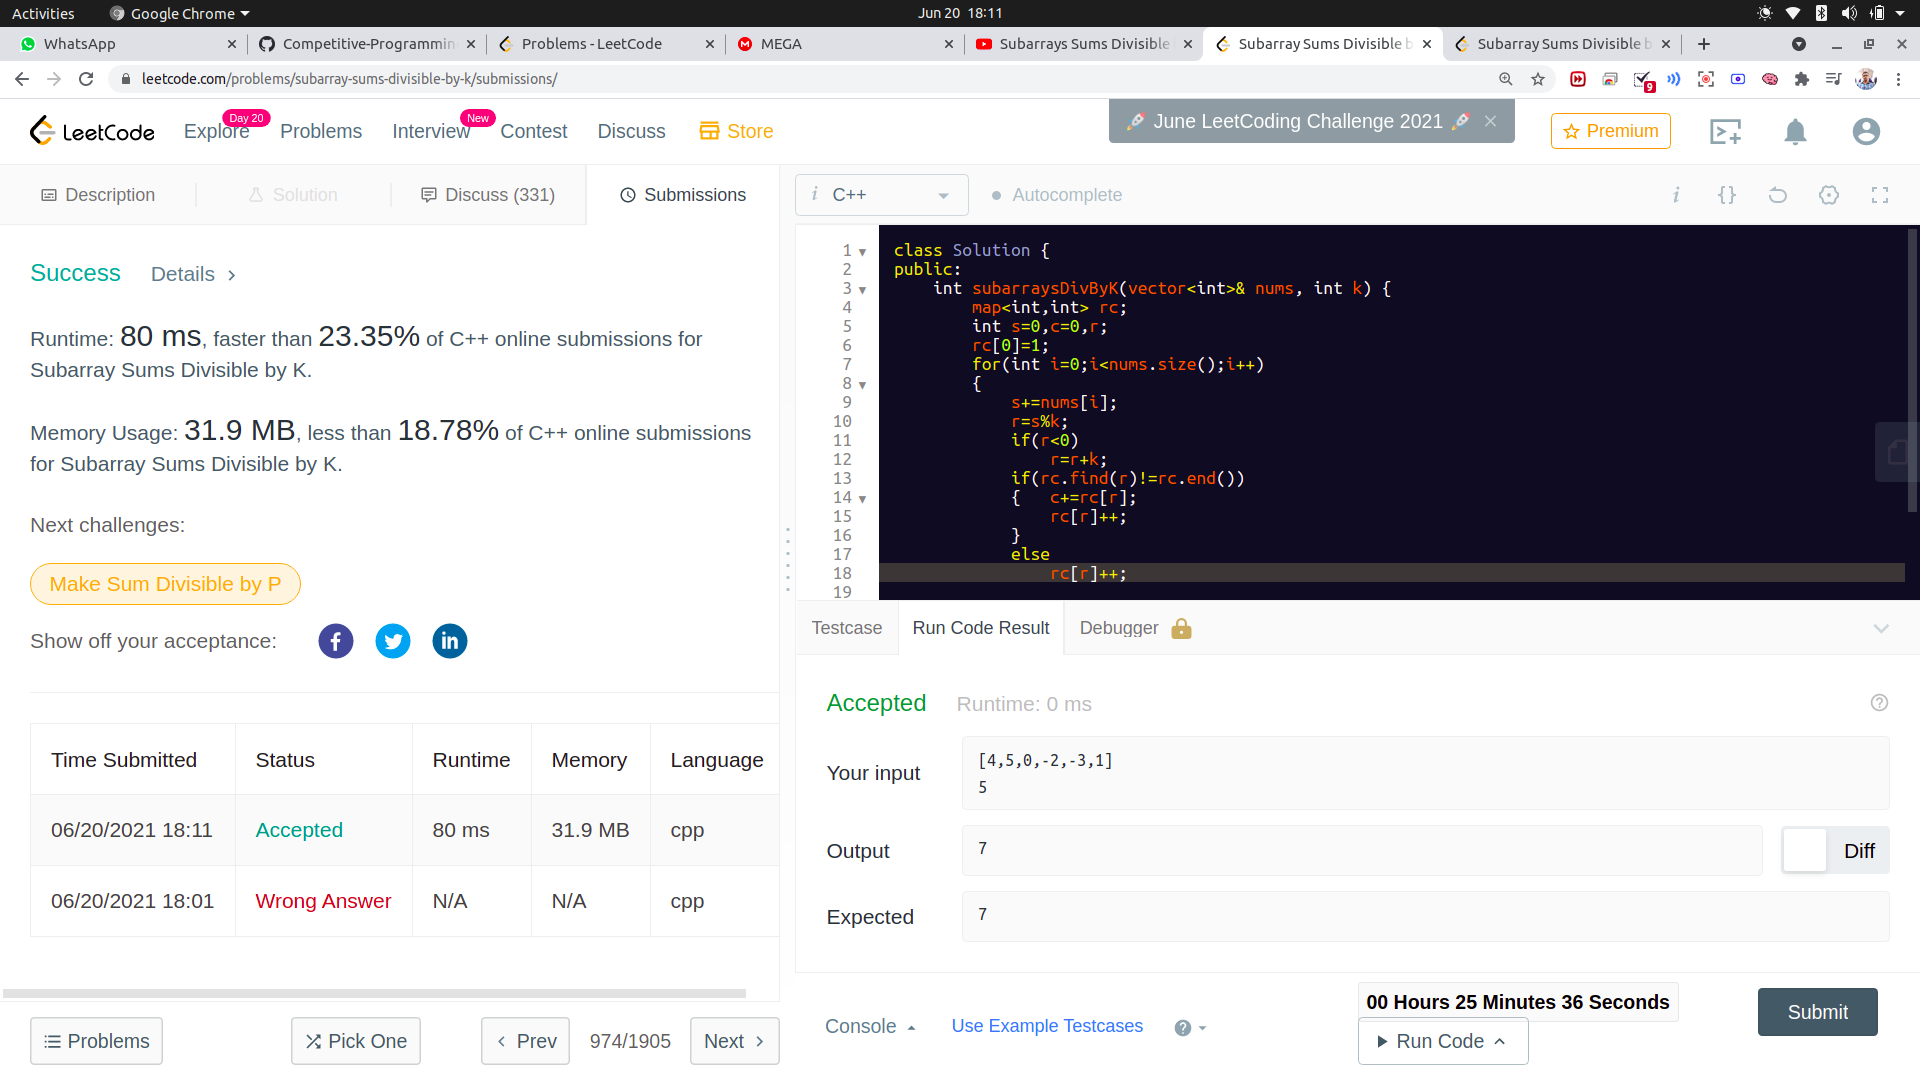 Activities
Google Chrome
Jun 20 18:11
WhatsApp
Competitive-Programmin
Problems - LeetCode
MEGA
Subarrays Sums Divisible
Subarray Sums Divisible b
Subarray Sums Divisible b
leetcode.com/problems/subarray-sums-divisible-by-k/submissions/
9
LeetCode
Explore
Day 20
Problems
Interview
New
Contest
Discuss
Store
June LeetCoding Challenge 2021
Premium
Description
Solution
Discuss (331)
Submissions
i C++
Autocomplete
i {}
Success Details
Runtime: 80 ms, faster than 23.35% of C++ online submissions for
Subarray Sums Divisible by K.
Memory Usage: 31.9 MB, less than 18.78% of C++ online submissions
for Subarray Sums Divisible by K.
Next challenges:
Make Sum Divisible by P
Show off your acceptance:
Time Submitted Status Runtime Memory Language
06/20/2021 18:11 Accepted 80 ms 31.9 MB cpp
06/20/2021 18:01 Wrong Answer N/A N/A cpp
Problems
Pick One
Prev
974/1905
Next
1 class Solution {
2 public:
3 int subarraysDivByK(vector<int>& nums, int k) {
4 map<int,int> rc;
5 int s=0,c=0,r;
6 rc[0]=1;
7 for(int i=0;i<nums.size();i++)
8 {
9 s+=nums[i];
10 r=s%k;
11 if(r<0)
12 r=r+k;
13 if(rc.find(r)!=rc.end())
14 { c+=rc[r];
15 rc[r]++;
16 }
17 else
18 rc[r]++;
19
Testcase
Run Code Result
Debugger
Accepted Runtime: 0 ms
Your input
[4,5,0,-2,-3,1]
5
Output
7
Diff
Expected
7
Console
Use Example Testcases
00 Hours 25 Minutes 36 Seconds
Run Code
Submit